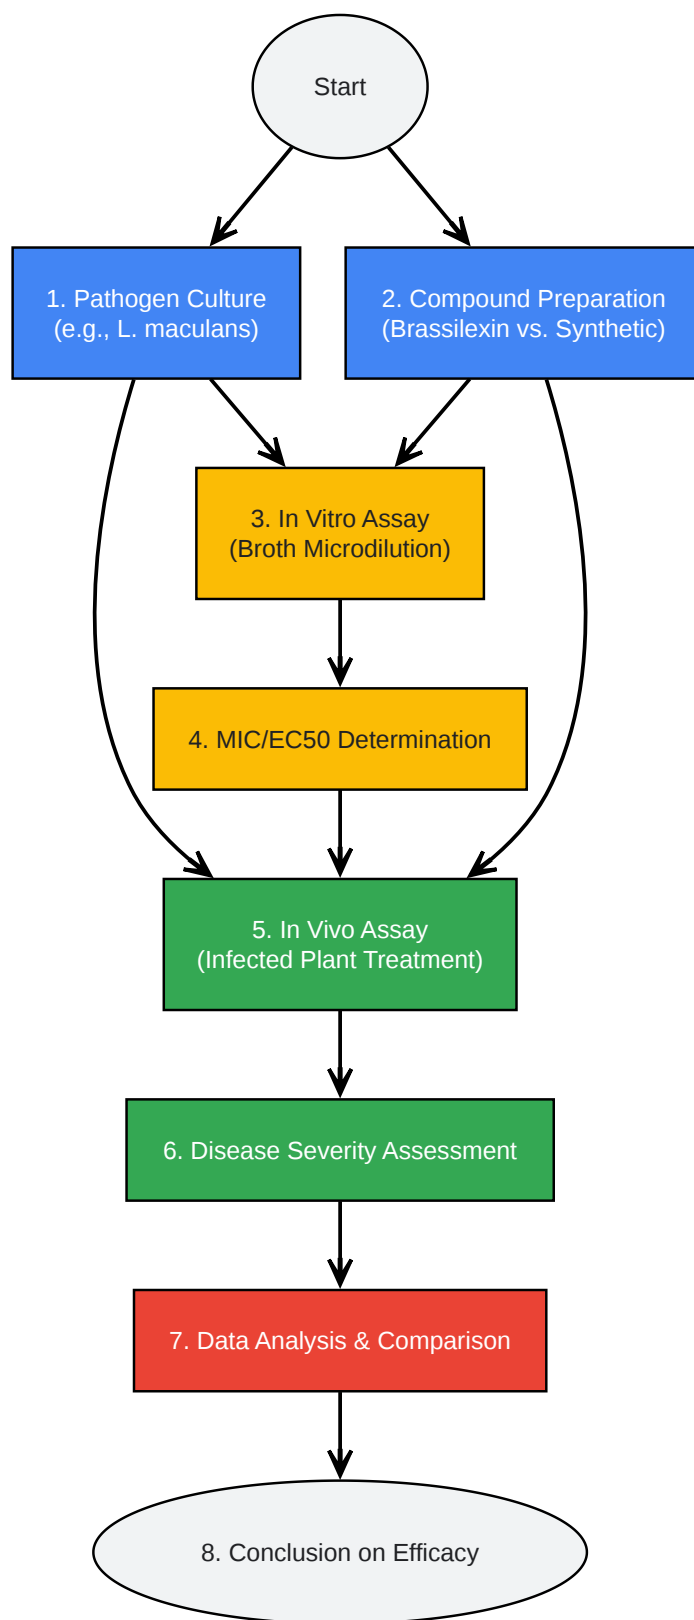 Start
1. Pathogen Culture
(e.g., L. maculans)
2. Compound Preparation
(Brassilexin vs. Synthetic)
3. In Vitro Assay
(Broth Microdilution)
4. MIC/EC50 Determination
5. In Vivo Assay
(Infected Plant Treatment)
6. Disease Severity Assessment
7. Data Analysis & Comparison
8. Conclusion on Efficacy